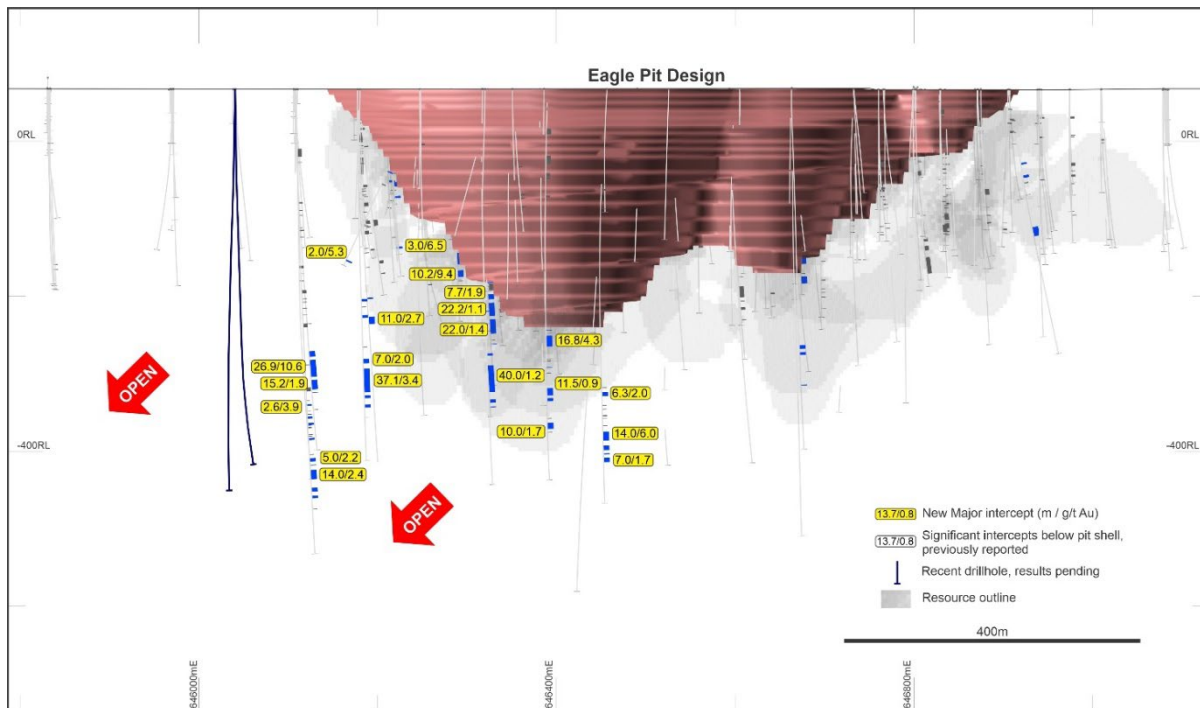 Eagle Pit Design
0RL
0RL
2.0/5.3
3.0/6.5
10.2/9.4
7.7/1.9
22.2/1.1
11.0/2.7
22.0/1.4
16.8/4.3
OPEN
26.9/10.6
7.0/2.0
15.2/1.9
37.1/3.4
40.0/1.2
11.5/0.9
6.3/2.0
2.6/3.9
10.0/1.7
14.0/6.0
-400RL
-400RL
5.0/2.2
7.0/1.7
14.0/2.4
OPEN
13.7/0.8 New Major intercept (m / g/t Au)
13.7/0.8 Significant intercepts below pit shell,
previously reported
Recent drillhole, results pending
Resource outline
400m
646000mE
646400mE
646800mE